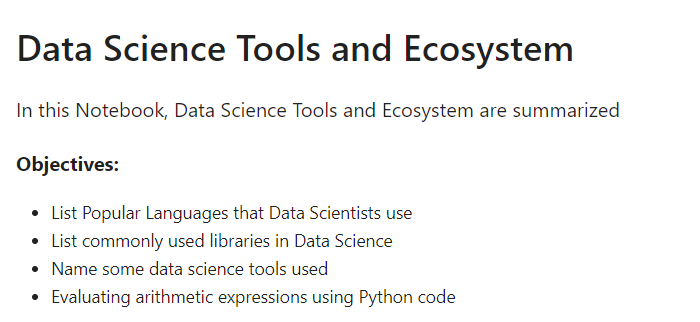 Data Science Tools and Ecosystem
In this Notebook, Data Science Tools and Ecosystem are summarized
Objectives:
• List Popular Languages that Data Scientists use
• List commonly used libraries in Data Science
• Name some data science tools used
• Evaluating arithmetic expressions using Python code